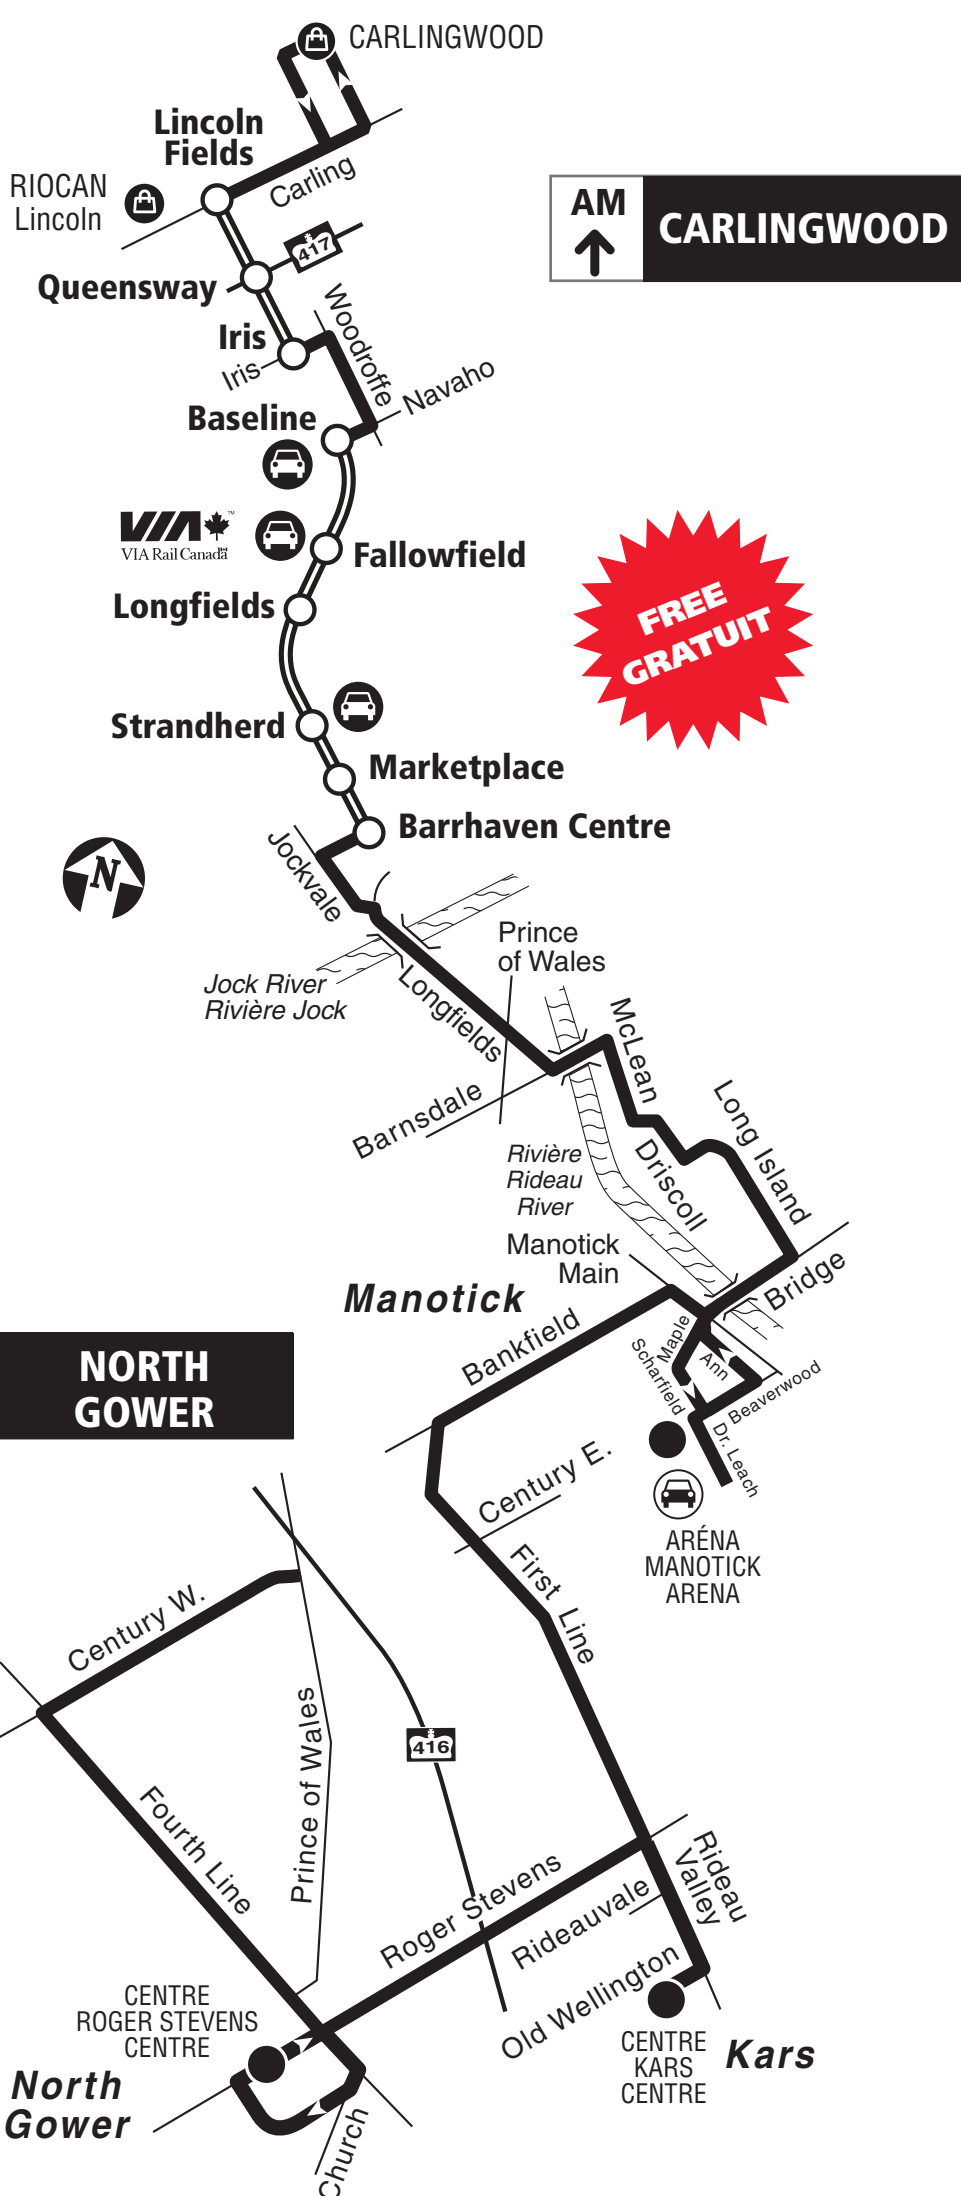 CARLINGWOOD
Lincoln
Fields
RIOCAN
Lincoln
Carling
AM
CARLINGWOOD
417
Queensway
Woodroffe
Iris
Iris
Navaho
Baseline
VIA™
VIA Rail Canada
Fallowfield
FREE
GRATUIT
Longfields
Strandherd
Marketplace
Barrhaven Centre
N
Jockvale
Prince
of Wales
Jock River
Rivière Jock
Longfields
McLean
Barnsdale
Long Island
Rivière
Rideau
River
Driscoll
Manotick
Main
Manotick
Bridge
Bankfield
Maple
Scharfield
Ann
Beaverwood
NORTH
GOWER
Dr. Leach
Century E.
ARÉNA
MANOTICK
ARENA
First Line
Century W.
Prince of Wales
416
Fourth Line
Rideau
Valley
Roger Stevens
Rideauvale
Old Wellington
CENTRE
ROGER STEVENS
CENTRE
CENTRE
KARS
CENTRE
Kars
North
Gower
Church